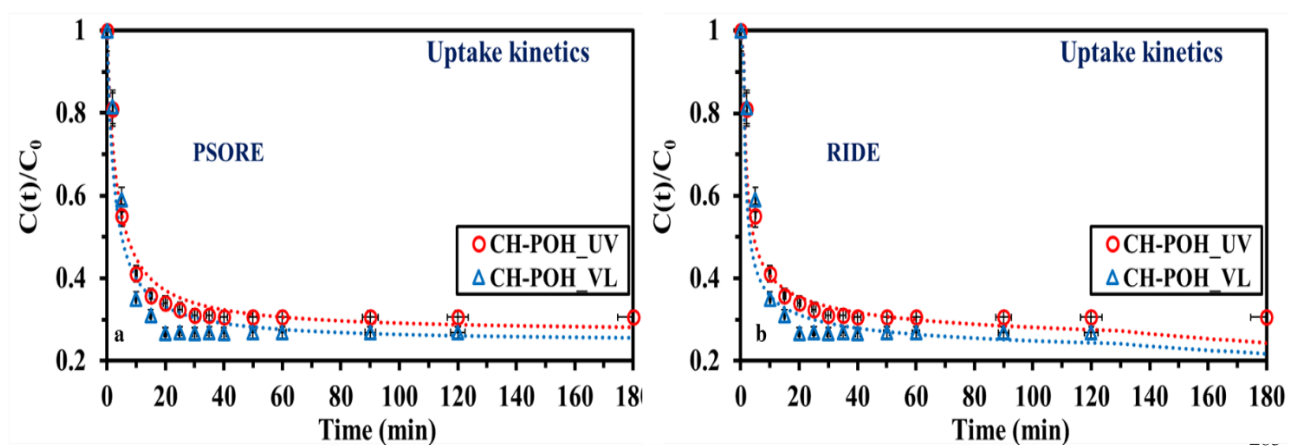 Uptake kinetics
PSORE
C(t)/C0
1
0.8
0.6
0.4
0.2
CH-POH_UV
CH-POH_VL
a
0 20 40 60 80 100 120 140 160 180
Time (min)
Uptake kinetics
RIDE
C(t)/C0
1
0.8
0.6
0.4
0.2
CH-POH_UV
CH-POH_VL
b
0 20 40 60 80 100 120 140 160 180
Time (min)